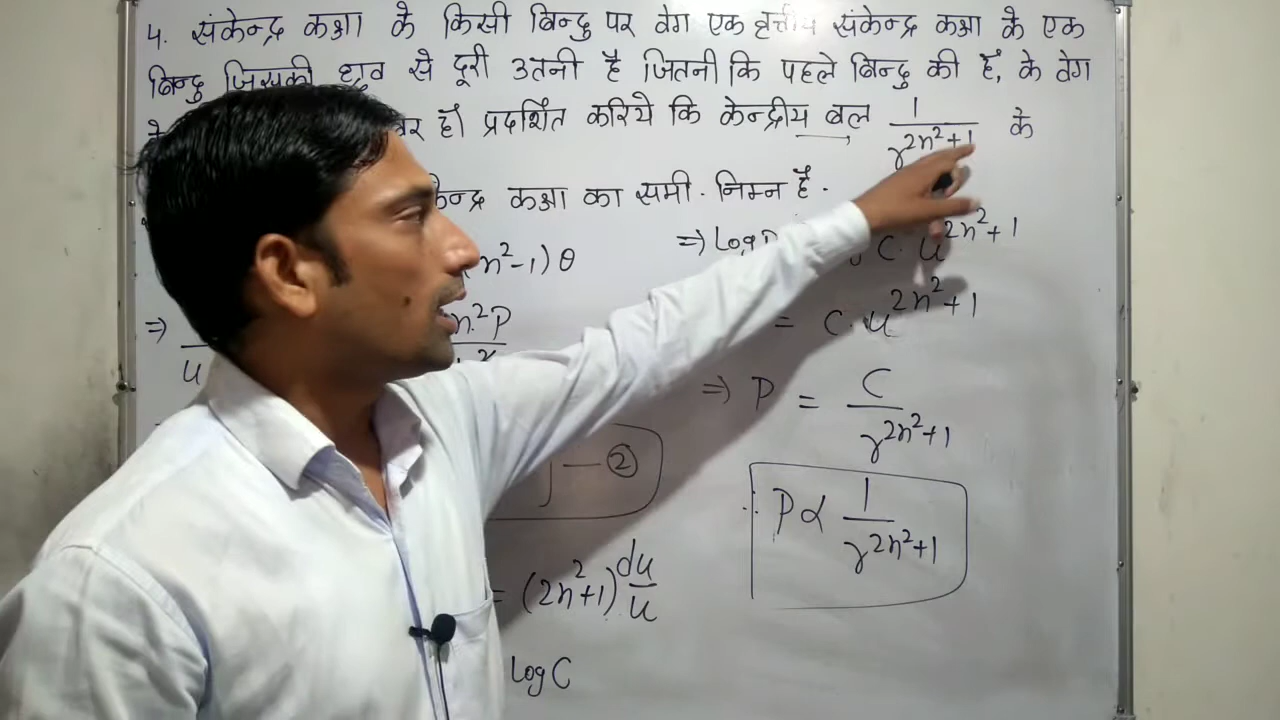 4. संकेन्द्र कक्षा के किसी बिन्दु पर वेग एक वृत्तीय संकेन्द्र कक्षा के एक
बिन्दु जिसकी ध्रुव से दूरी उतनी है जितनी कि पहले बिन्दु की है, के वेग
हो प्रदर्शित करिये कि केन्द्रीय बल 1/r^{2n²+1} के
कक्षा का समी. निम्न है.
n²-1)θ
⇒ n²P
u
– ②
= (2n²+1) du/u
log C
⇒ log C. u^{2n²+1}
= C. u^{2n²+1}
⇒ P = C/r^{2n²+1}
∴ P ∝ 1/r^{2n²+1}